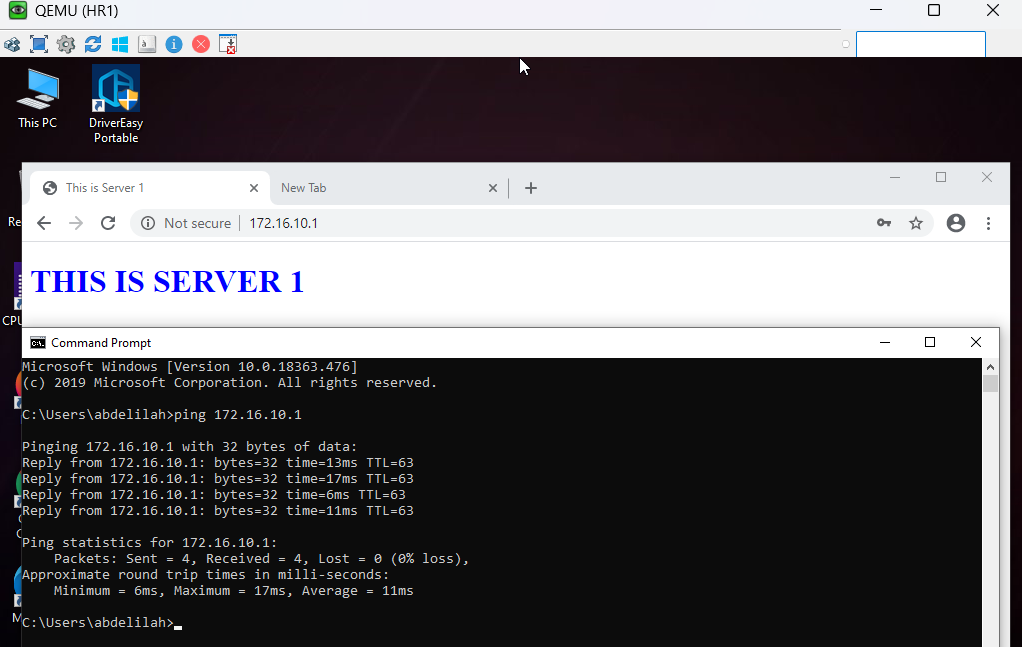 QEMU (HR1)
This PC
DriverEasy
Portable
This is Server 1
New Tab
Re
Not secure
172.16.10.1
THIS IS SERVER 1
CPU
Command Prompt
Microsoft Windows [Version 10.0.18363.476]
(c) 2019 Microsoft Corporation. All rights reserved.
C:\Users\abdelilah>ping 172.16.10.1
Pinging 172.16.10.1 with 32 bytes of data:
Reply from 172.16.10.1: bytes=32 time=13ms TTL=63
Reply from 172.16.10.1: bytes=32 time=17ms TTL=63
Reply from 172.16.10.1: bytes=32 time=6ms TTL=63
Reply from 172.16.10.1: bytes=32 time=11ms TTL=63
Ping statistics for 172.16.10.1:
Packets: Sent = 4, Received = 4, Lost = 0 (0% loss),
Approximate round trip times in milli-seconds:
Minimum = 6ms, Maximum = 17ms, Average = 11ms
M
C:\Users\abdelilah>